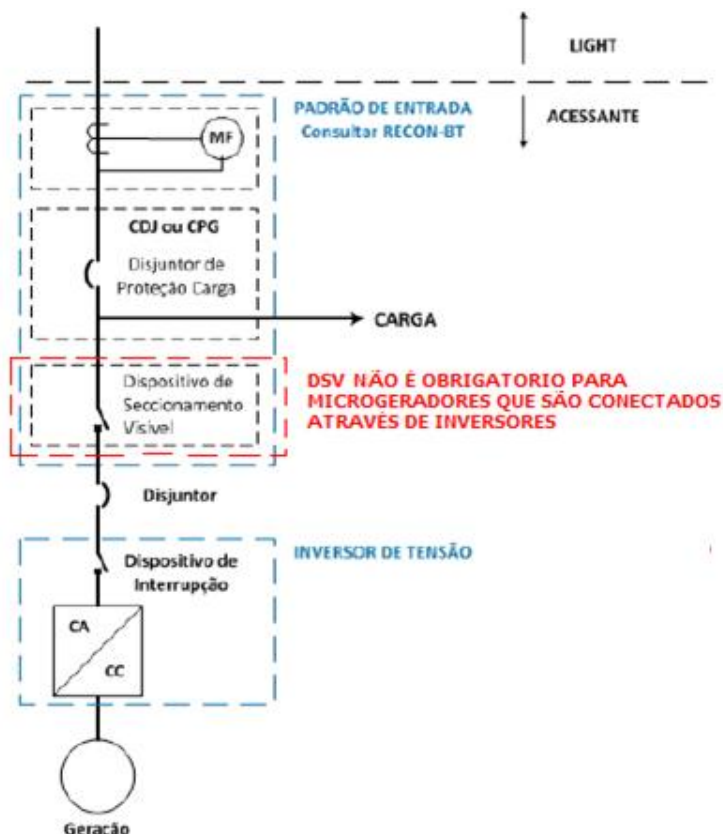 LIGHT
ACESSANTE
PADRÃO DE ENTRADA
Consultar RECON-BT
MF
CDJ ou CPG
Disjuntor de
Proteção Carga
CARGA
Dispositivo de
Seccionamento
Visível
DSV NÃO É OBRIGATORIO PARA
MICROGERADORES QUE SÃO CONECTADOS
ATRAVÉS DE INVERSORES
Disjuntor
INVERSOR DE TENSÃO
Dispositivo de
Interrupção
CA
CC
Geração